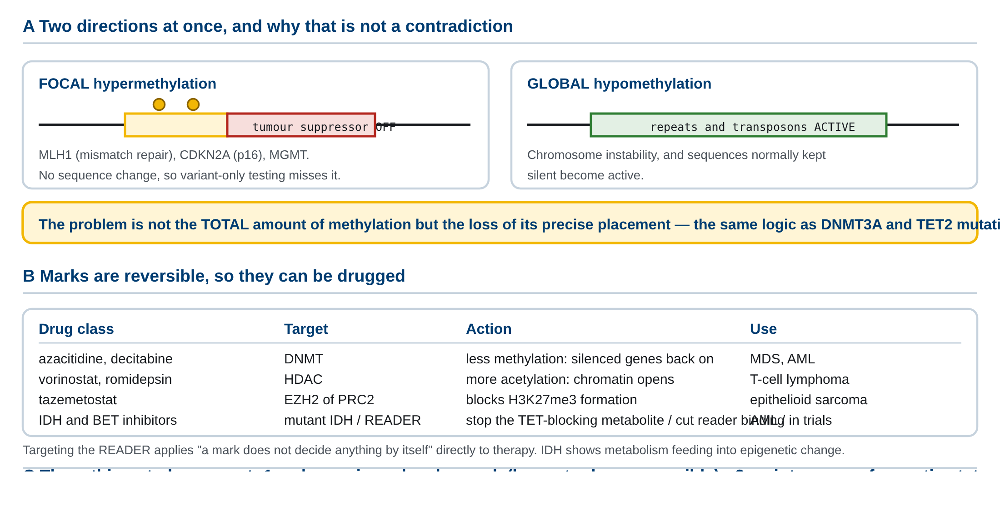 A Two directions at once, and why that is not a contradiction
FOCAL hypermethylation
tumour suppressor OFF
MLH1 (mismatch repair), CDKN2A (p16), MGMT.
No sequence change, so variant-only testing misses it.
GLOBAL hypomethylation
repeats and transposons ACTIVE
Chromosome instability, and sequences normally kept
silent become active.
The problem is not the TOTAL amount of methylation but the loss of its precise placement — the same logic as DNMT3A and TET2 mutati
B Marks are reversible, so they can be drugged
Drug class Target Action Use
azacitidine, decitabine DNMT less methylation: silenced genes back on MDS, AML
vorinostat, romidepsin HDAC more acetylation: chromatin opens T-cell lymphoma
tazemetostat EZH2 of PRC2 blocks H3K27me3 formation epithelioid sarcoma
IDH and BET inhibitors mutant IDH / READER stop the TET-blocking metabolite / cut reader binding AML / in trials
Targeting the READER applies "a mark does not decide anything by itself" directly to therapy. IDH shows metabolism feeding into epigenetic change.